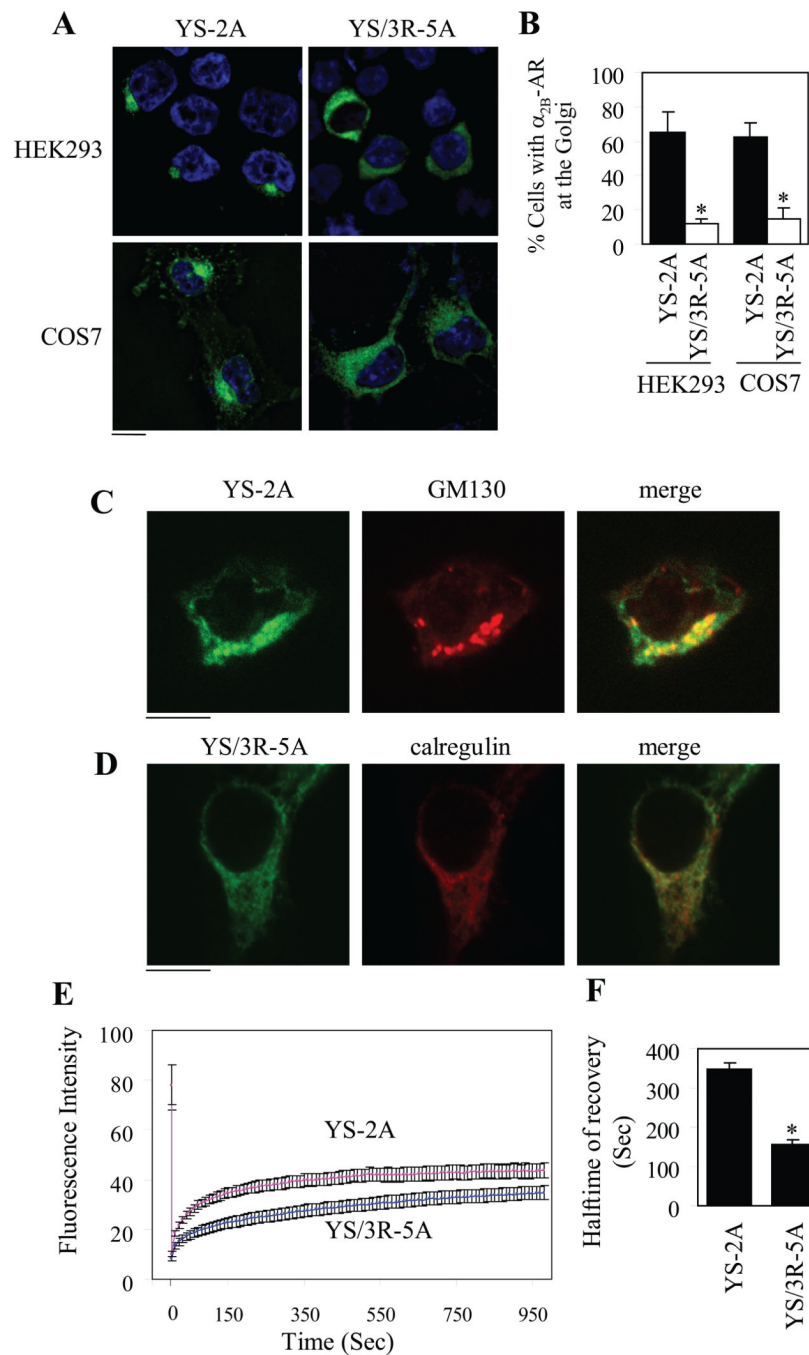 A
YS-2A YS/3R-5A
HEK293
COS7
B
% Cells with α2B-AR
at the Golgi
100
80
60
40
20
0
*
*
YS-2A
YS/3R-5A
YS-2A
YS/3R-5A
HEK293 COS7
C
YS-2A GM130 merge
D
YS/3R-5A calregulin merge
E
Fluorescence Intensity
100
80
60
40
20
0
YS-2A
YS/3R-5A
0 150 350 550 750 950
Time (Sec)
F
Halftime of recovery
(Sec)
400
300
200
100
0
*
YS-2A
YS/3R-5A